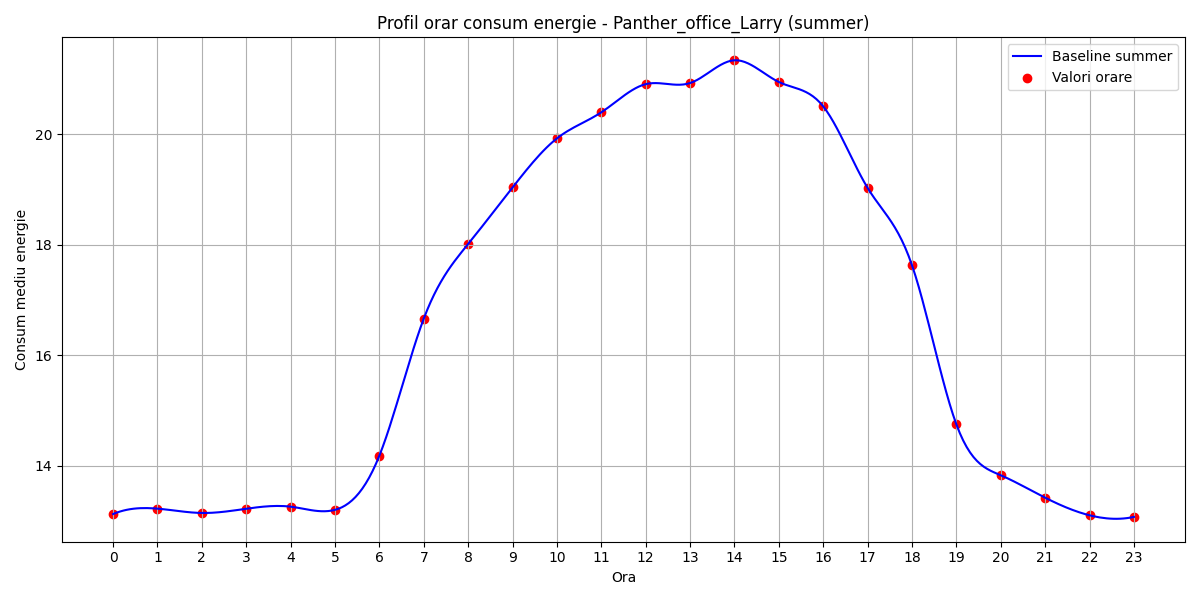 Profil orar consum energie - Panther_office_Larry (summer)
Baseline summer
Valori orare
Consum mediu energie
20
18
16
14
0 1 2 3 4 5 6 7 8 9 10 11 12 13 14 15 16 17 18 19 20 21 22 23
Ora